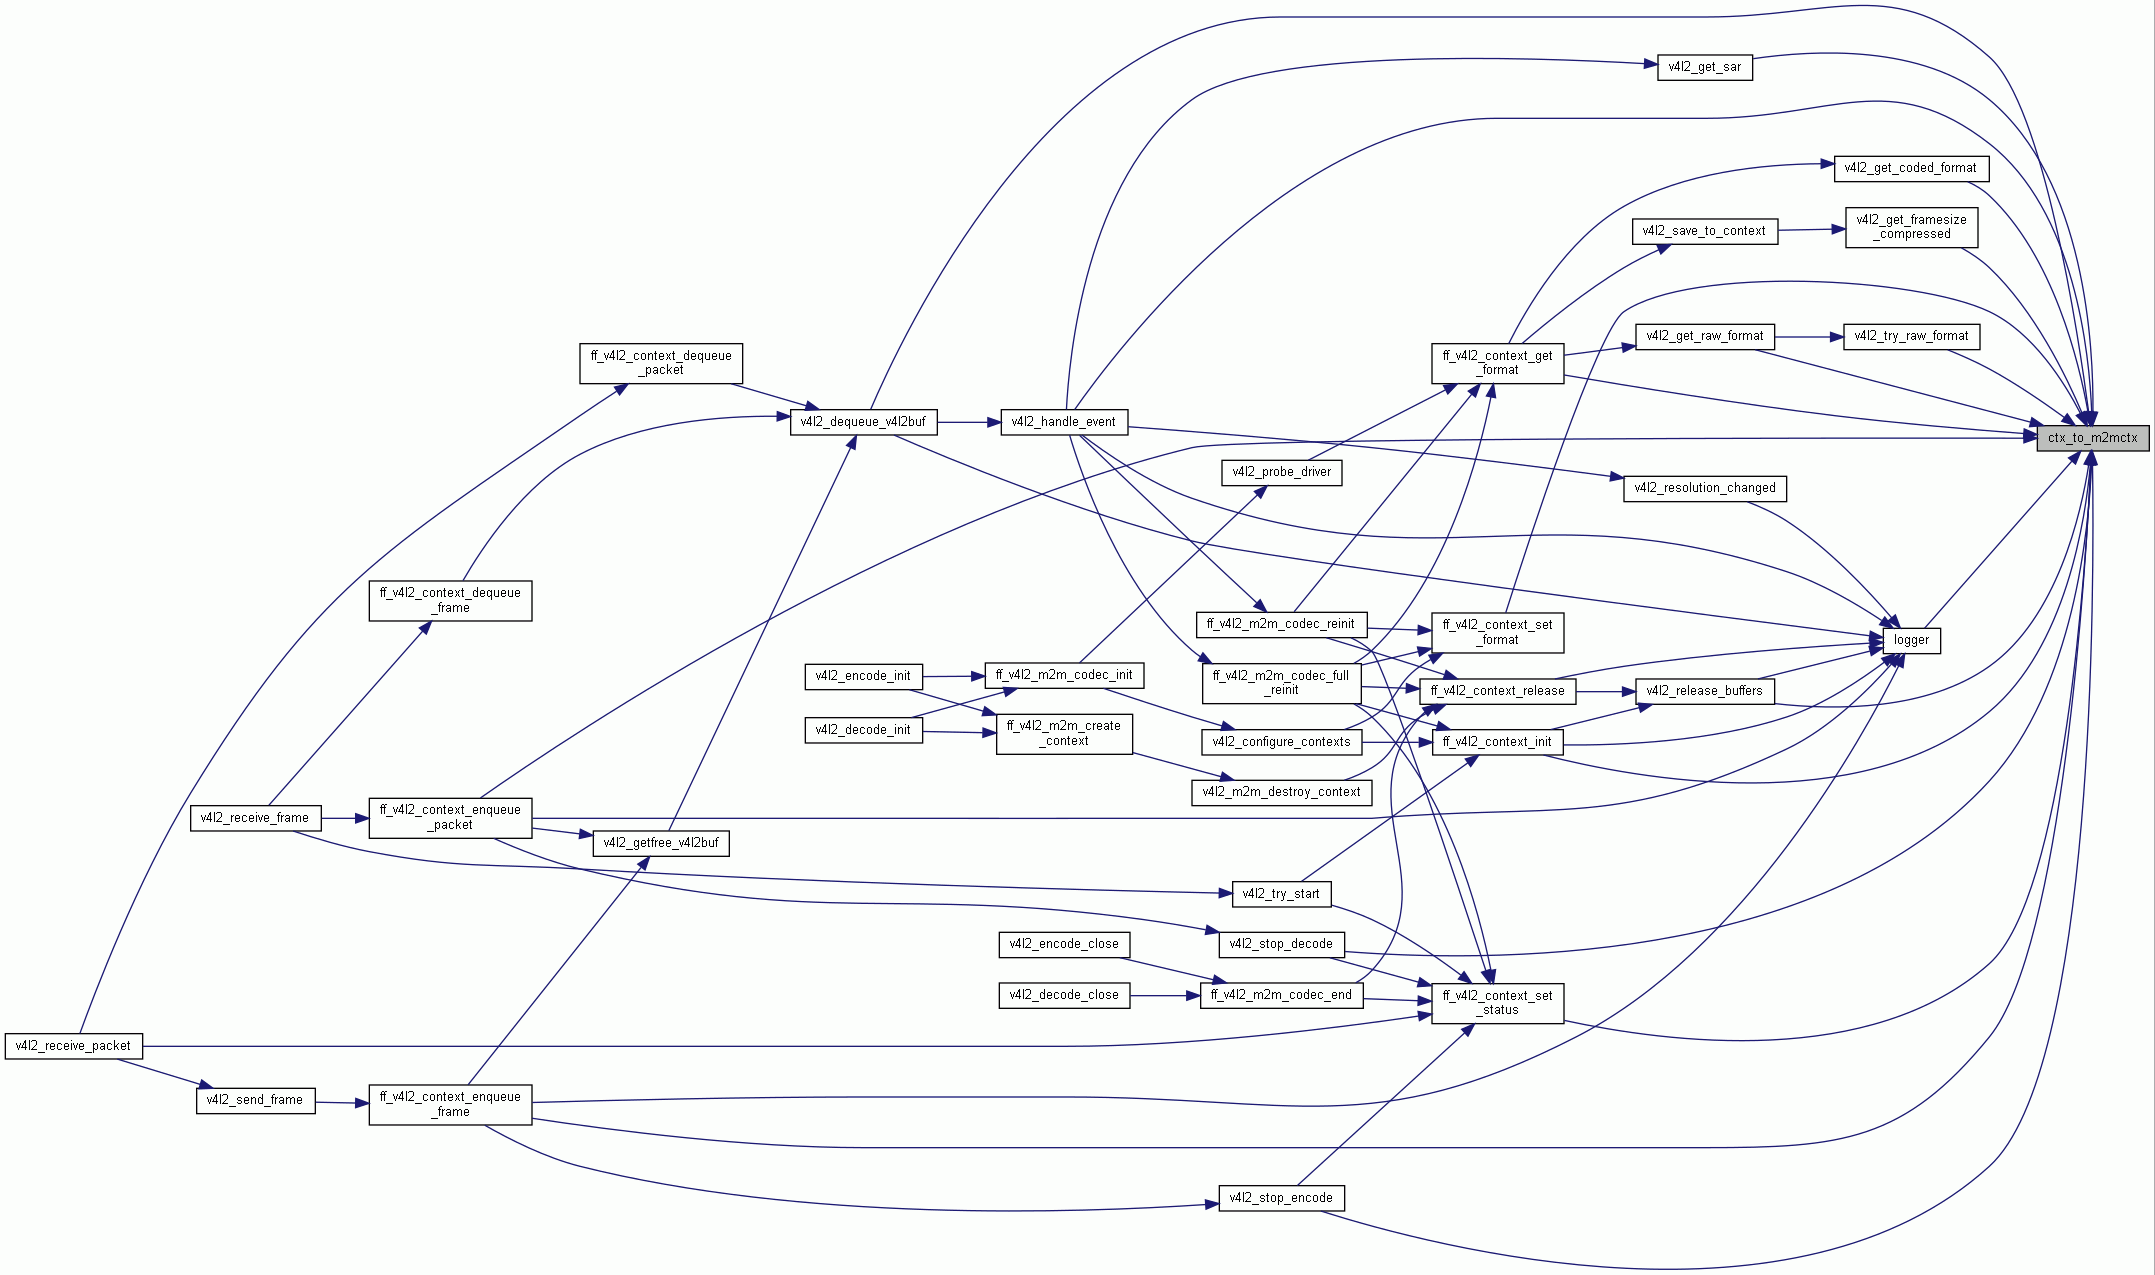 v4l2_get_sar
v4l2_get_coded_format
v4l2_get_framesize
_compressed
v4l2_save_to_context
v4l2_get_raw_format
v4l2_try_raw_format
ff_v4l2_context_get
_format
ff_v4l2_context_dequeue
_packet
v4l2_dequeue_v4l2buf
v4l2_handle_event
ctx_to_m2mctx
v4l2_probe_driver
v4l2_resolution_changed
ff_v4l2_context_dequeue
_frame
ff_v4l2_m2m_codec_reinit
ff_v4l2_context_set
_format
logger
v4l2_encode_init
ff_v4l2_m2m_codec_init
ff_v4l2_m2m_codec_full
_reinit
ff_v4l2_context_release
v4l2_release_buffers
v4l2_decode_init
ff_v4l2_m2m_create
_context
v4l2_configure_contexts
ff_v4l2_context_init
v4l2_m2m_destroy_context
v4l2_receive_frame
ff_v4l2_context_enqueue
_packet
v4l2_getfree_v4l2buf
v4l2_try_start
v4l2_encode_close
v4l2_stop_decode
v4l2_decode_close
ff_v4l2_m2m_codec_end
ff_v4l2_context_set
_status
v4l2_receive_packet
v4l2_send_frame
ff_v4l2_context_enqueue
_frame
v4l2_stop_encode